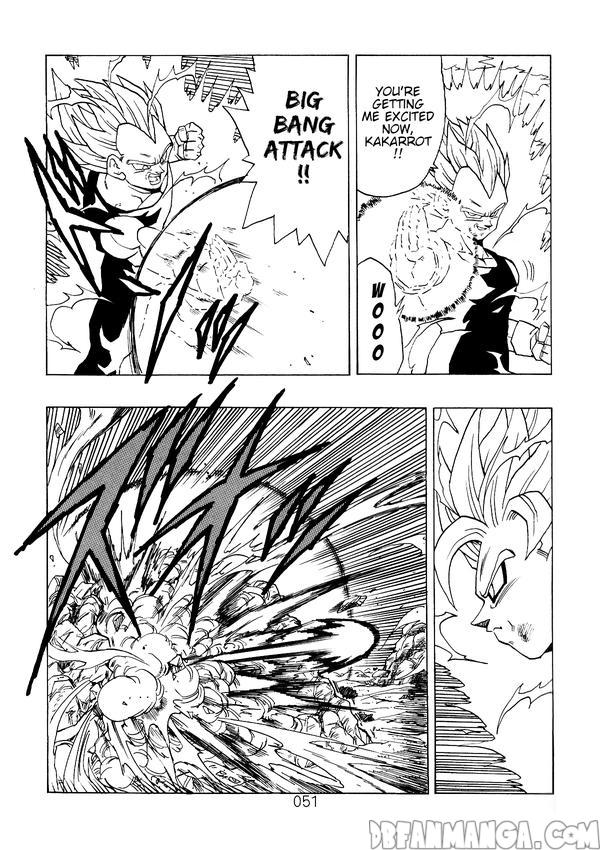 YOU'RE
GETTING
ME EXCITED
NOW,
KAKARROT
!!
WOOO
BIG
BANG
ATTACK
!!
051
DBFANMANGA.COM